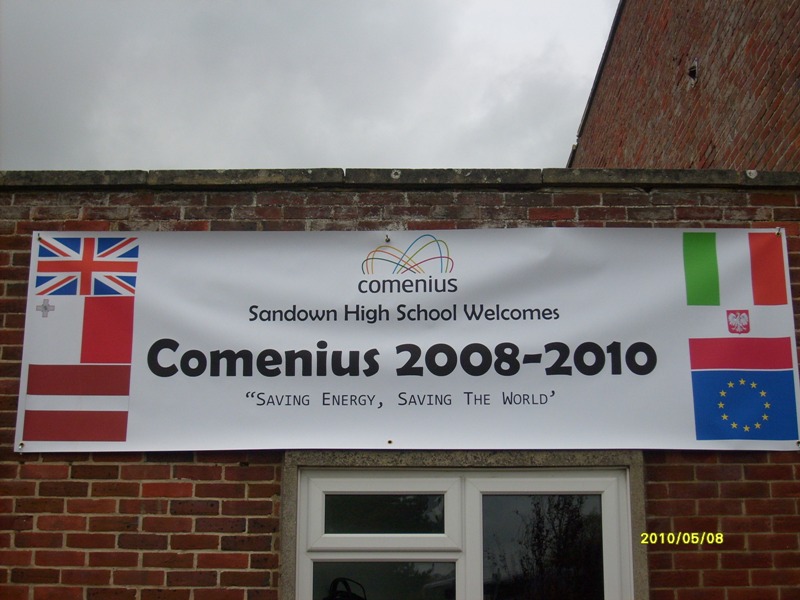 comenius
Sandown High School Welcomes
Comenius 2008-2010
“SAVING ENERGY, SAVING THE WORLD’
2010/05/08